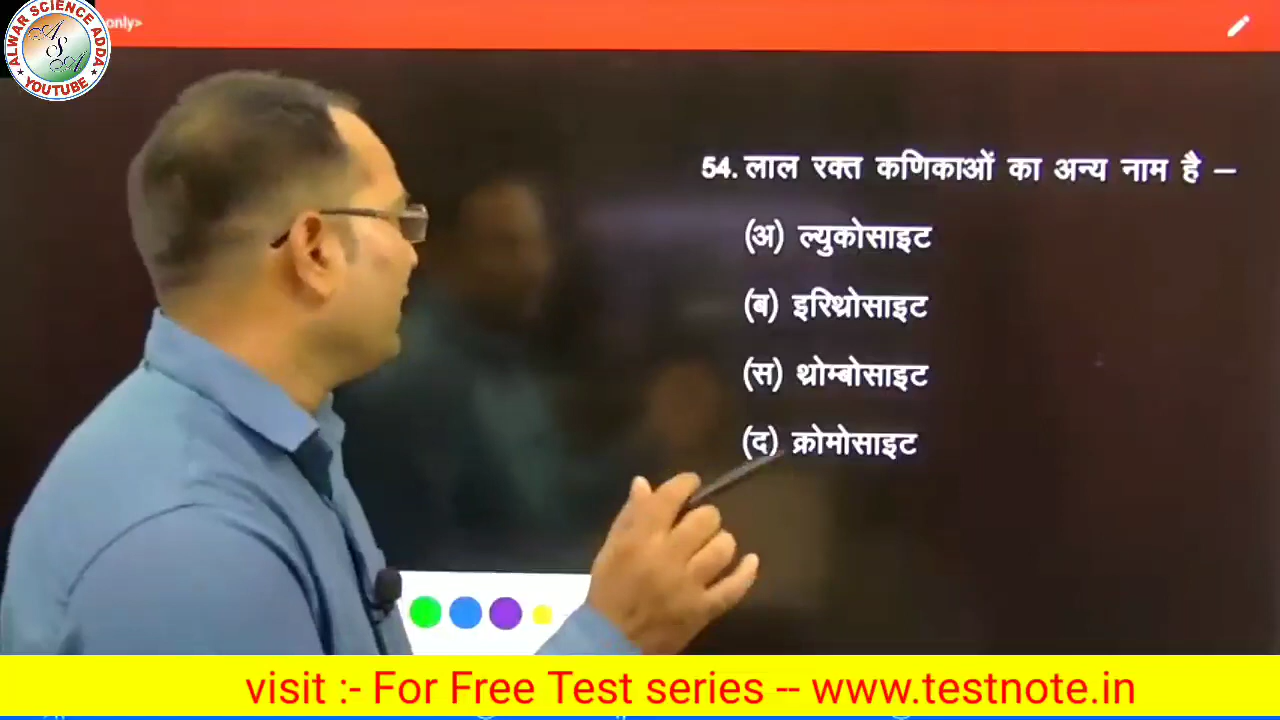 ALWAR SCIENCE ADDA
ASA
YOUTUBE
only>
54. लाल रक्त कणिकाओं का अन्य नाम है –
(अ) ल्युकोसाइट
(ब) इरिथ्रोसाइट
(स) थ्रोम्बोसाइट
(द) क्रोमोसाइट
visit :- For Free Test series -- www.testnote.in